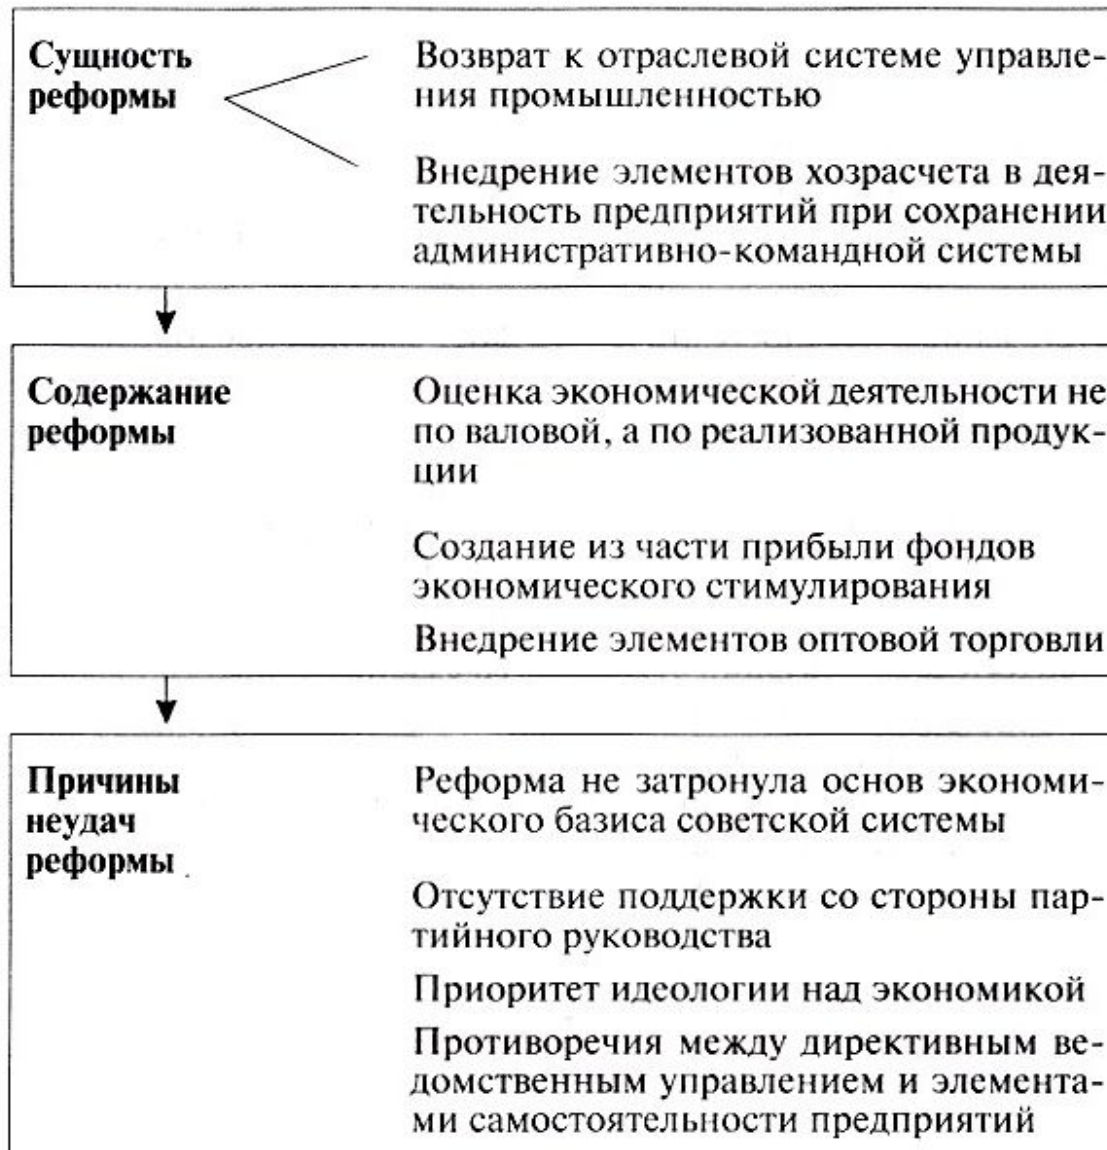 Сущность
реформы
Возврат к отраслевой системе управле-
ния промышленностью
Внедрение элементов хозрасчета в дея-
тельность предприятий при сохранении
административно-командной системы
Содержание
реформы
Оценка экономической деятельности не
по валовой, а по реализованной продук-
ции
Создание из части прибыли фондов
экономического стимулирования
Внедрение элементов оптовой торговли
Причины
неудач
реформы
Реформа не затронула основ экономи-
ческого базиса советской системы
Отсутствие поддержки со стороны пар-
тийного руководства
Приоритет идеологии над экономикой
Противоречия между директивным ве-
домственным управлением и элемента-
ми самостоятельности предприятий